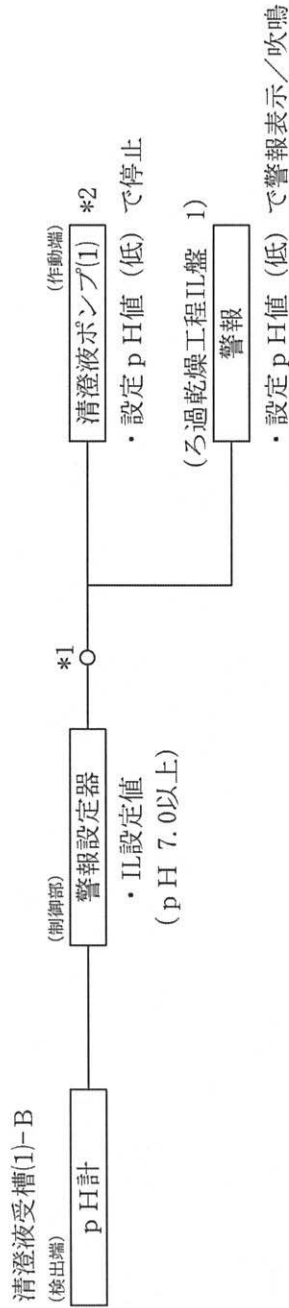 清澄液受槽(1)-B
(検出端)
pH計
(制御部)
警報設定器
・IL設定値
(pH 7.0以上)
*1
(作動端)
清澄液ポンプ(1) *2
・設定pH値(低)で停止
(ろ過乾燥工程IL盤 1)
警報
・設定pH値(低)で警報表示/吹鳴